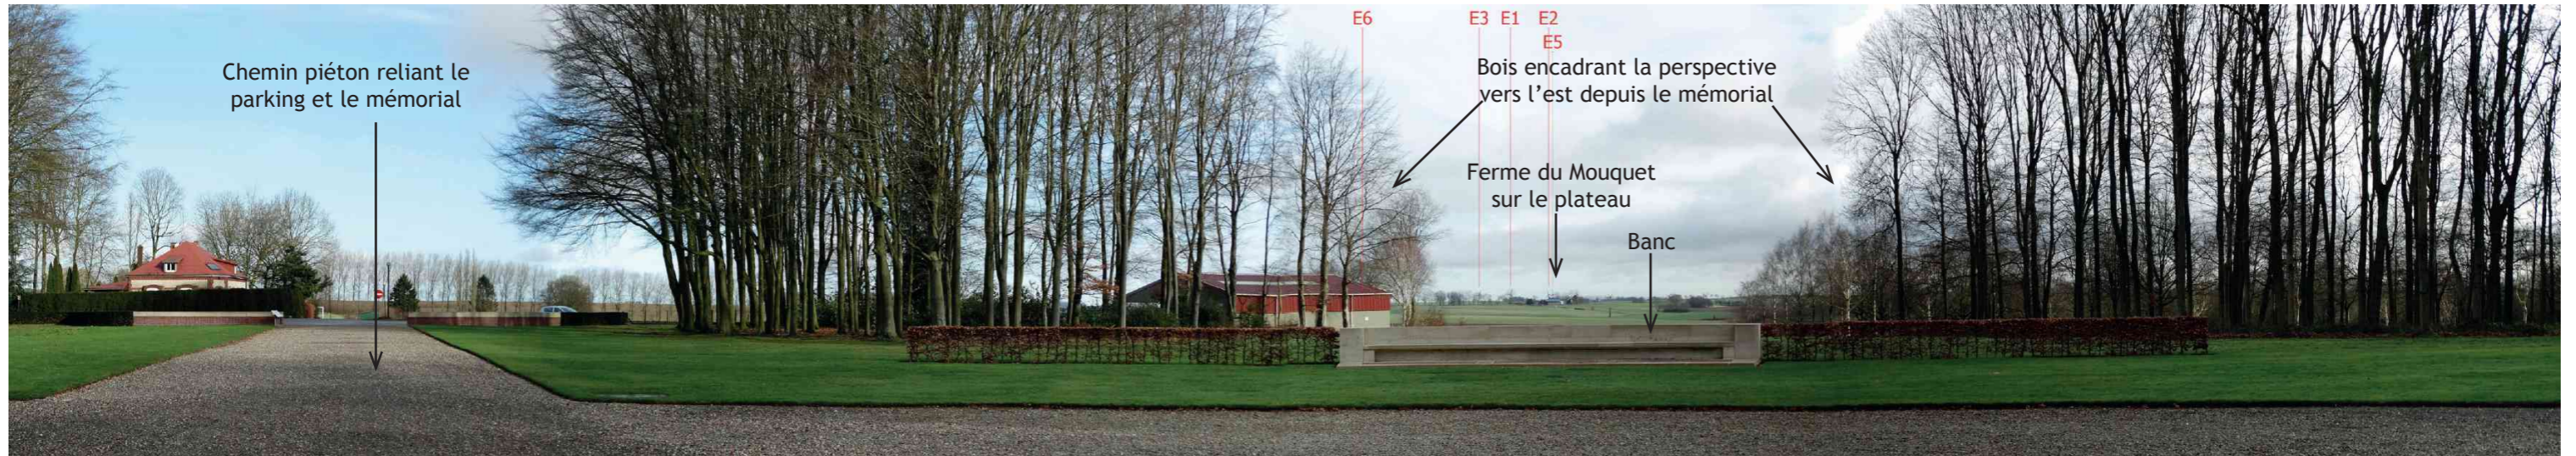 E6
E3 E1 E2
E5
Chemin piéton reliant le
parking et le mémorial
Bois encadrant la perspective
vers l'est depuis le mémorial
Ferme du Mouquet
sur le plateau
Banc